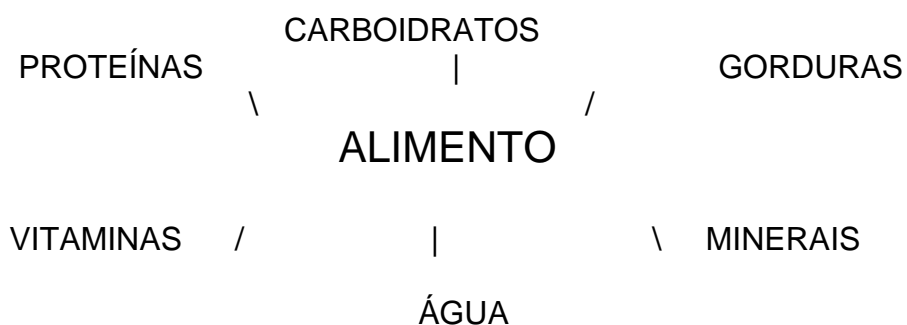 CARBOIDRATOS
PROTEÍNAS | GORDURAS
\ /
ALIMENTO
VITAMINAS / | \ MINERAIS
ÁGUA